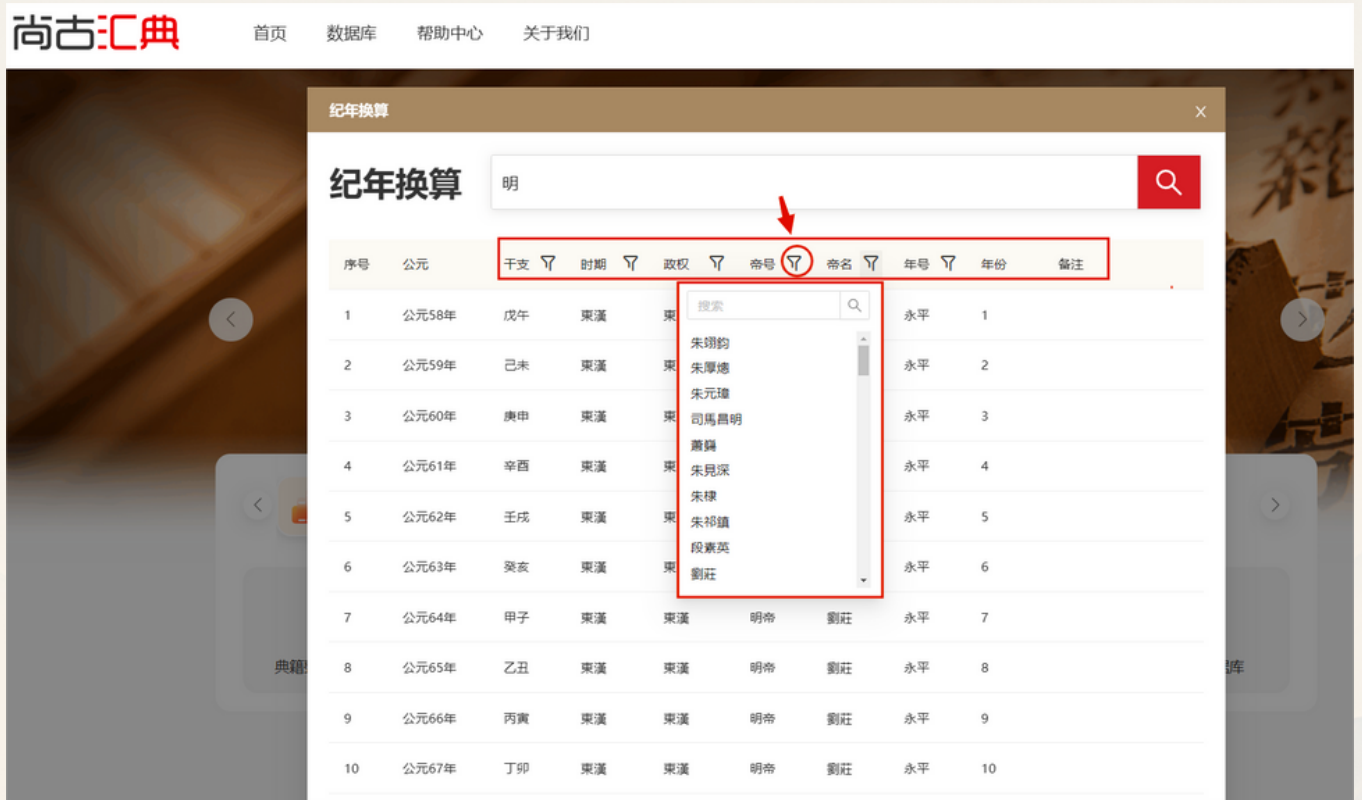 尚古汇典 首页 数据库 帮助中心 关于我们
纪年换算 X
纪年换算 明
序号 公元 干支 时期 政权 帝号 帝名 年号 年份 备注
1 公元58年 戊午 東漢 東 永平 1
2 公元59年 己未 東漢 東 永平 2
3 公元60年 庚申 東漢 東 永平 3
4 公元61年 辛酉 東漢 東 永平 4
5 公元62年 壬戌 東漢 東 永平 5
6 公元63年 癸亥 東漢 東 永平 6
搜索
朱翊鈞
朱厚熜
朱元璋
司馬昌明
蕭鸞
朱見深
朱棣
朱祁鎮
段素英
劉莊
7 公元64年 甲子 東漢 東漢 明帝 劉莊 永平 7
8 公元65年 乙丑 東漢 東漢 明帝 劉莊 永平 8
9 公元66年 丙寅 東漢 東漢 明帝 劉莊 永平 9
10 公元67年 丁卯 東漢 東漢 明帝 劉莊 永平 10
典籍
库